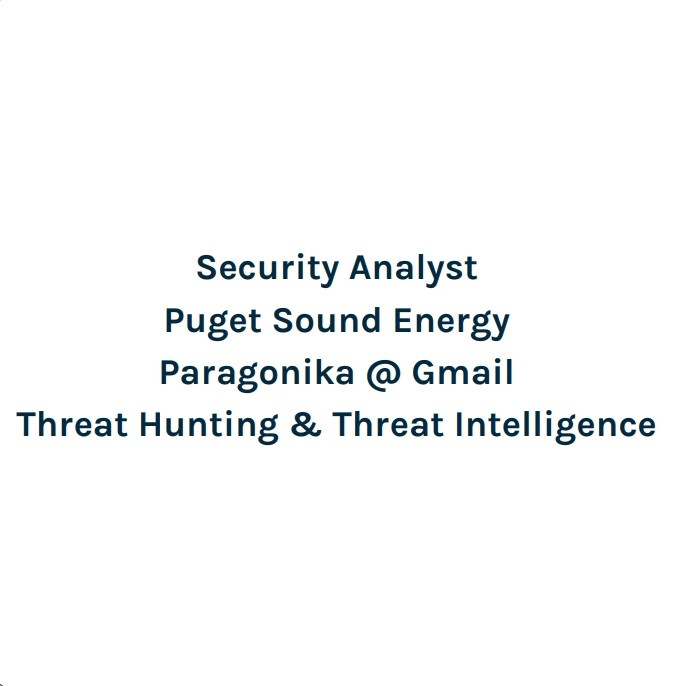 Security Analyst
Puget Sound Energy
Paragonika @ Gmail
Threat Hunting & Threat Intelligence